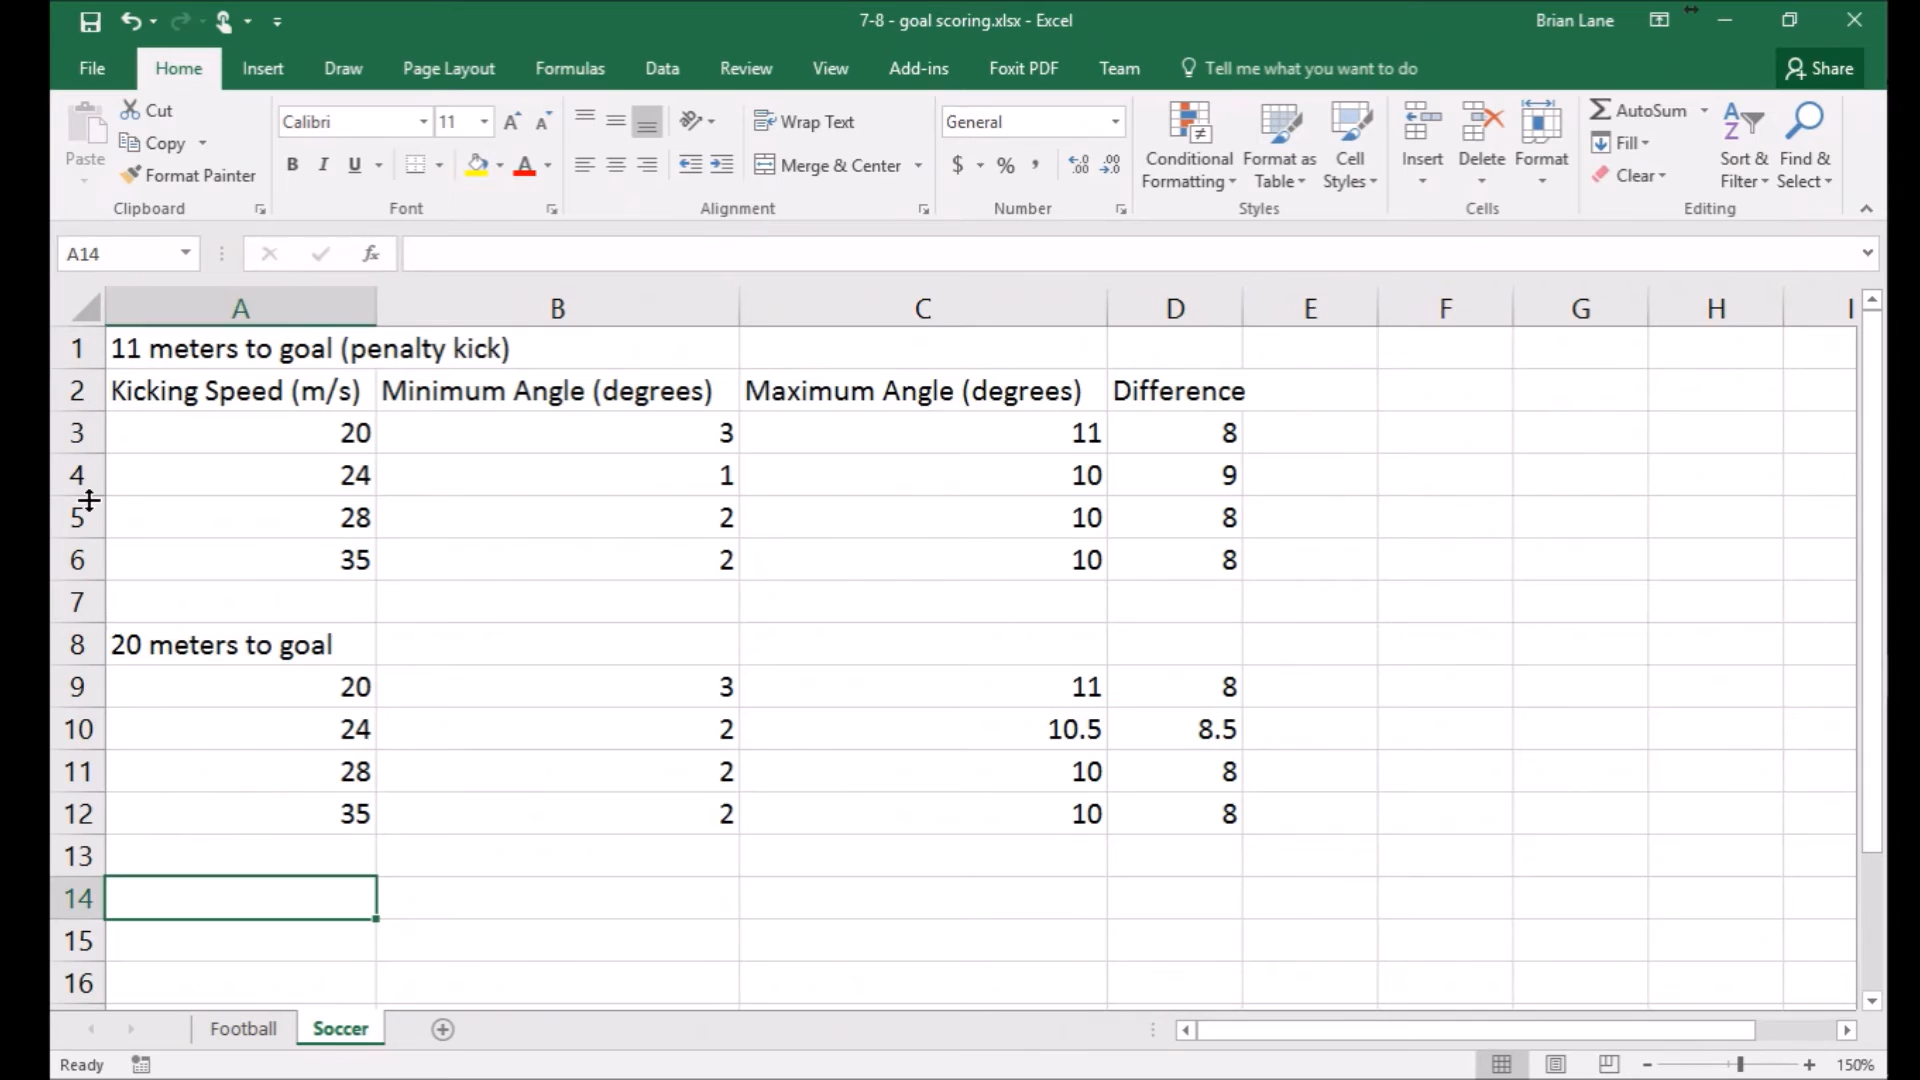 7-8 - goal scoring.xlsx - Excel
Brian Lane
File Home Insert Draw Page Layout Formulas Data Review View Add-ins Foxit PDF Team Tell me what you want to do Share
Paste
Cut
Copy
Format Painter
Clipboard
Calibri 11
B I U
Font
Wrap Text
Merge & Center
Alignment
General
$ % ,
Number
Conditional Formatting
Format as Table
Cell Styles
Styles
Insert Delete Format
Cells
AutoSum
Fill
Clear
Sort & Filter
Find & Select
Editing
A14 fx
A B C D E F G H I
1 11 meters to goal (penalty kick)
2 Kicking Speed (m/s) Minimum Angle (degrees) Maximum Angle (degrees) Difference
3 20 3 11 8
4 24 1 10 9
5 28 2 10 8
6 35 2 10 8
7
8 20 meters to goal
9 20 3 11 8
10 24 2 10.5 8.5
11 28 2 10 8
12 35 2 10 8
13
14
15
16
Football Soccer
Ready 150%